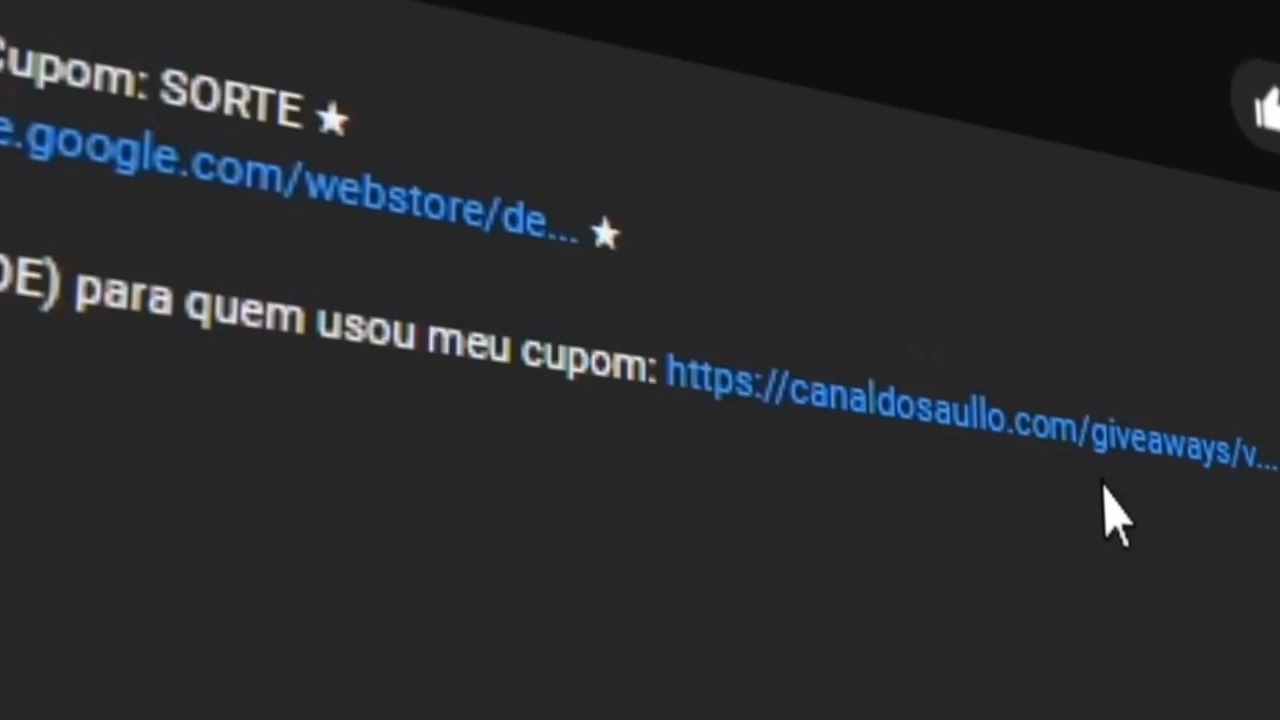 Cupom: SORTE ★
e.google.com/webstore/de... ★
DE) para quem usou meu cupom: https://canaldosaullo.com/giveaways/v...